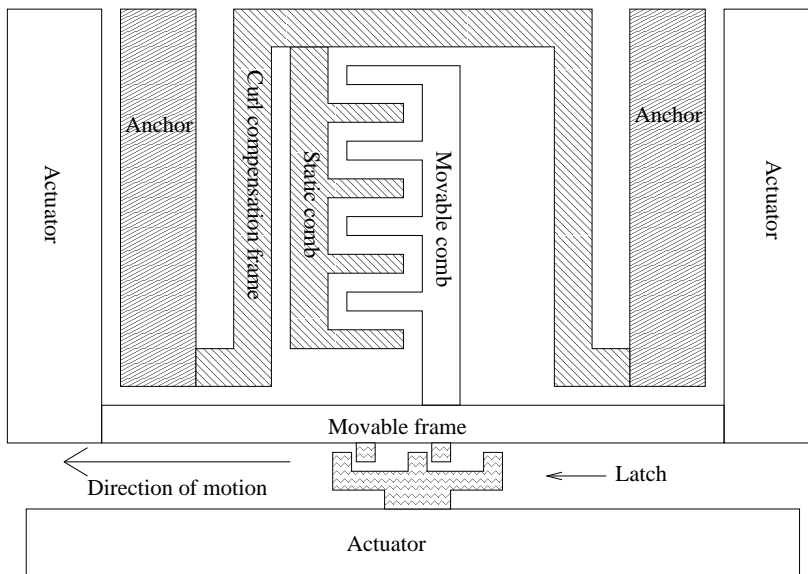 Actuator
Anchor
Curl compensation frame
Static comb
Movable comb
Anchor
Actuator
Movable frame
Direction of motion
Latch
Actuator